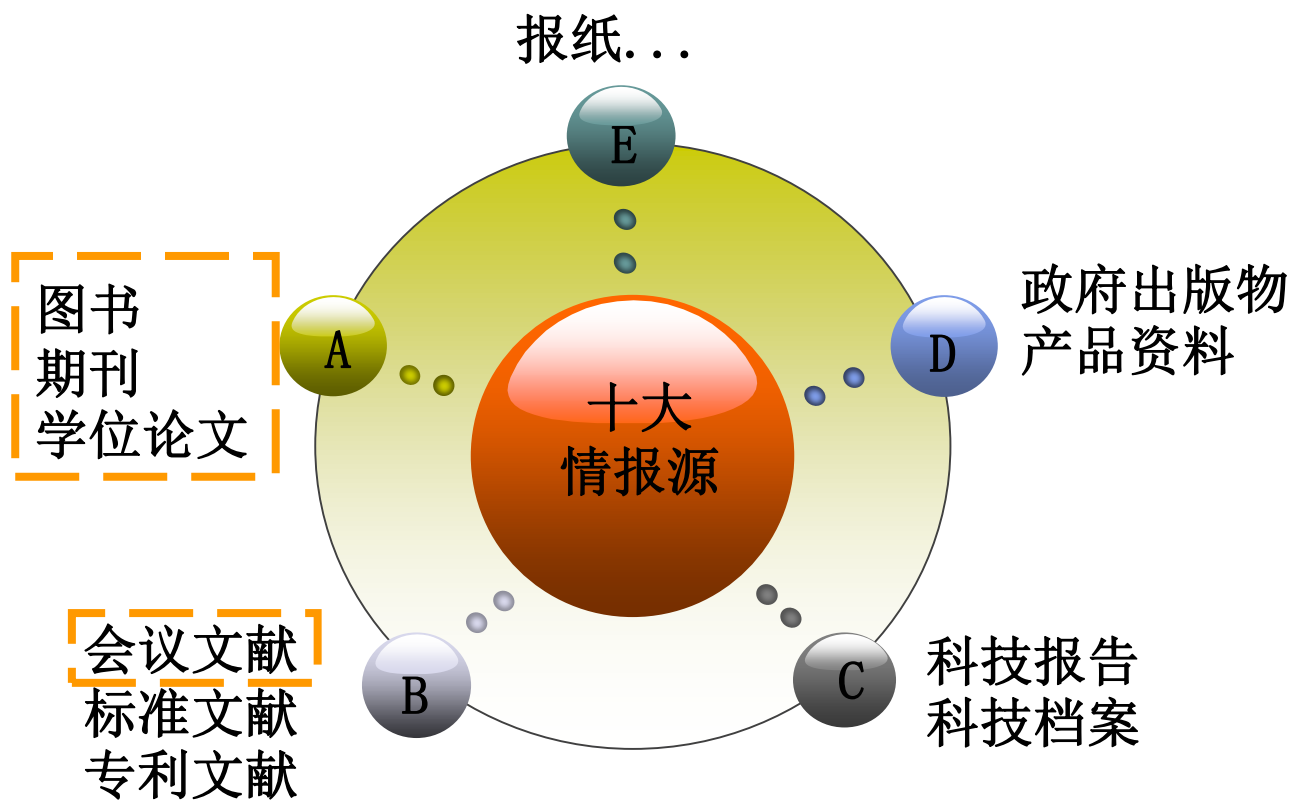 报纸...
E
图书
期刊
学位论文
A
十大
情报源
D
政府出版物
产品资料
会议文献
标准文献
专利文献
B
C
科技报告
科技档案